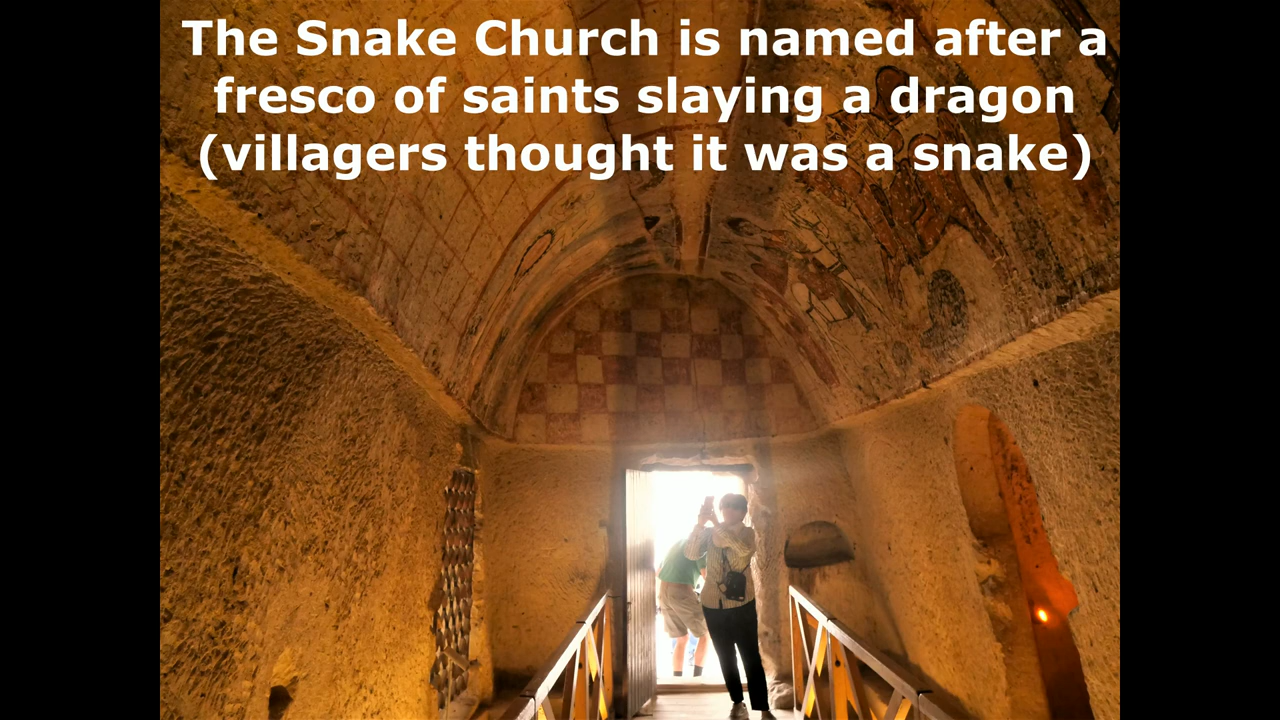 The Snake Church is named after a
fresco of saints slaying a dragon
(villagers thought it was a snake)